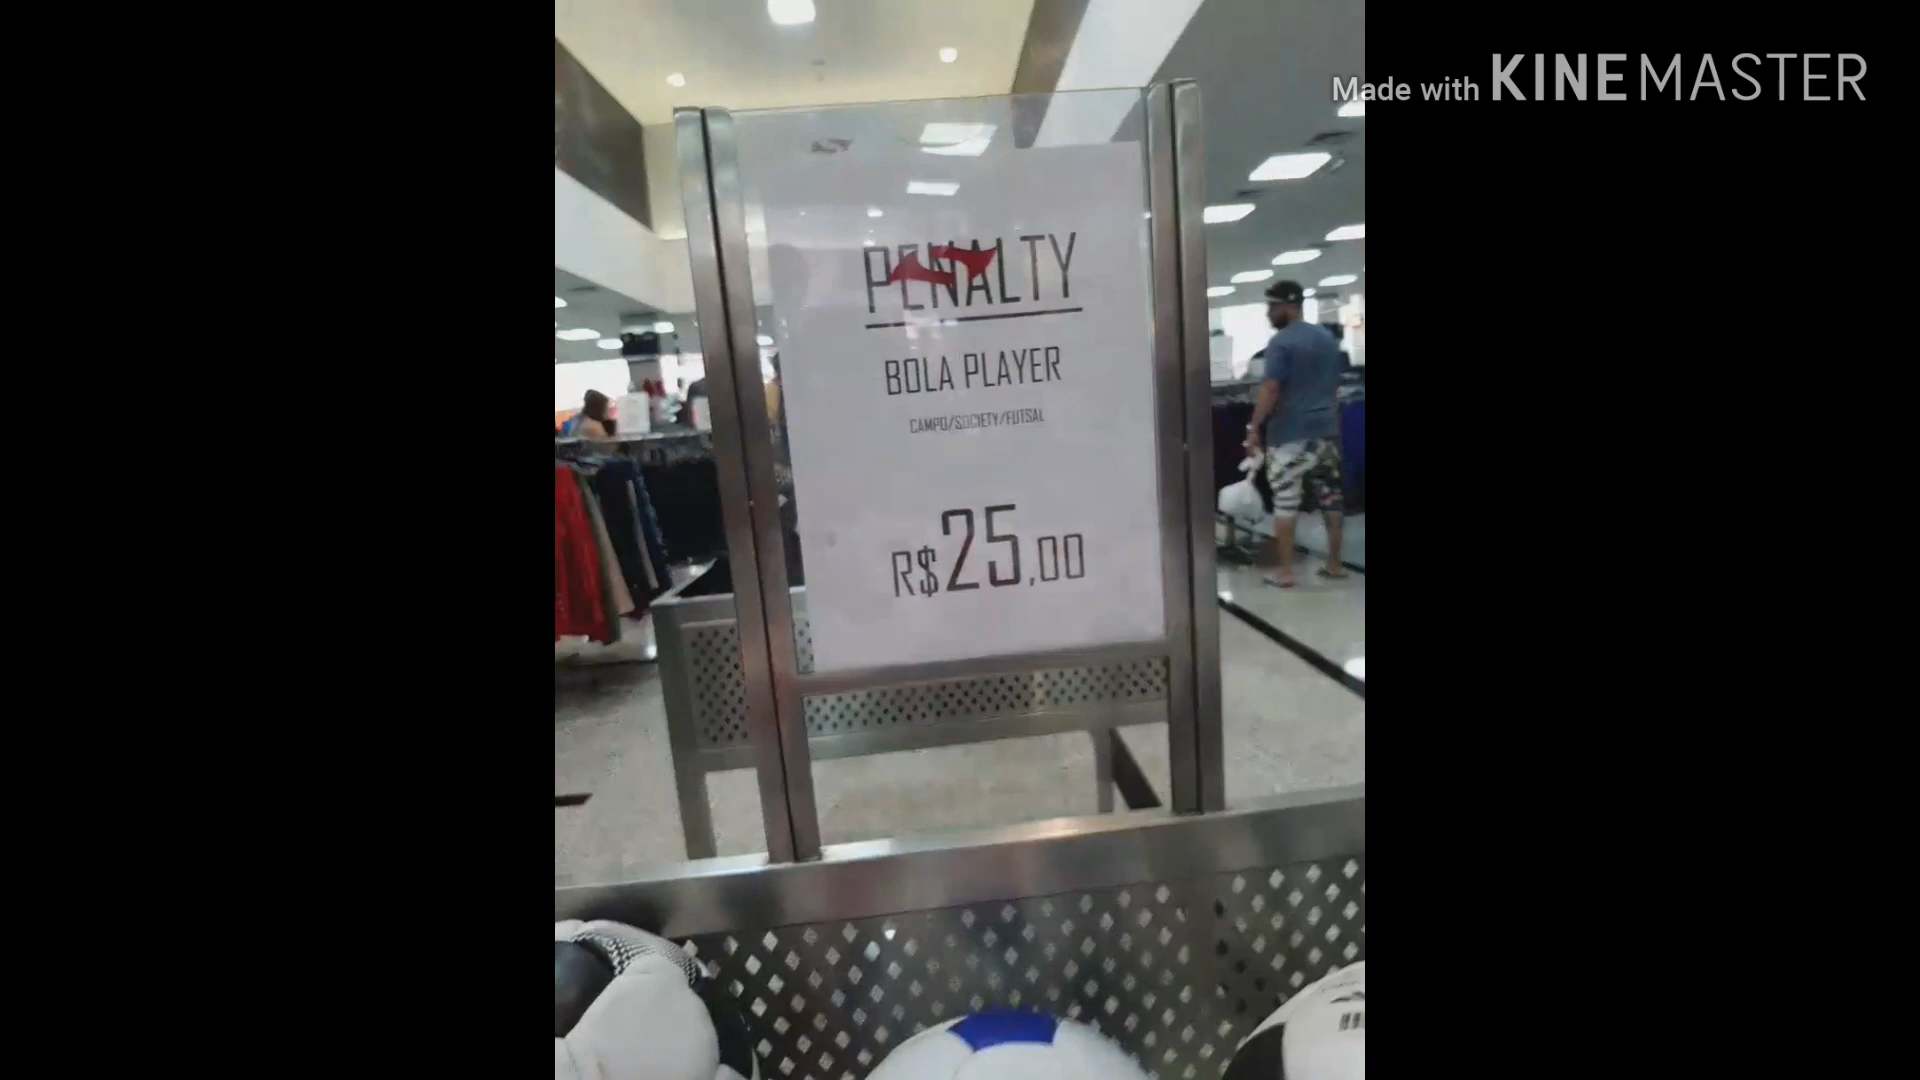 Made with KINEMASTER
PENALTY
BOLA PLAYER
CAMPO/SOCIETY/FUTSAL
R$25,00